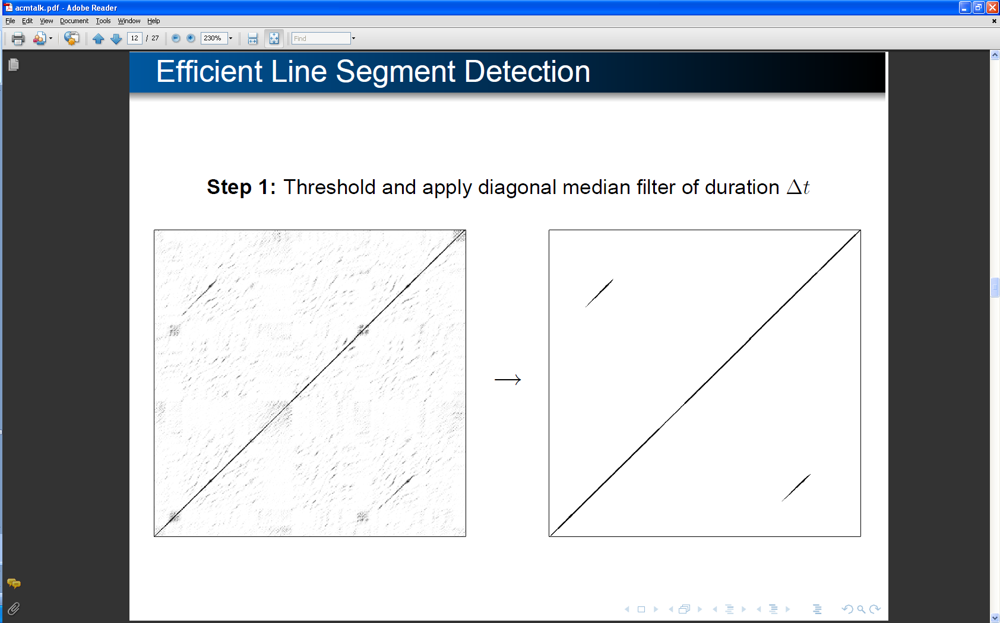 acmtalk.pdf - Adobe Reader
File Edit View Document Tools Window Help
12 / 27 230% Find
Efficient Line Segment Detection
Step 1: Threshold and apply diagonal median filter of duration Δt